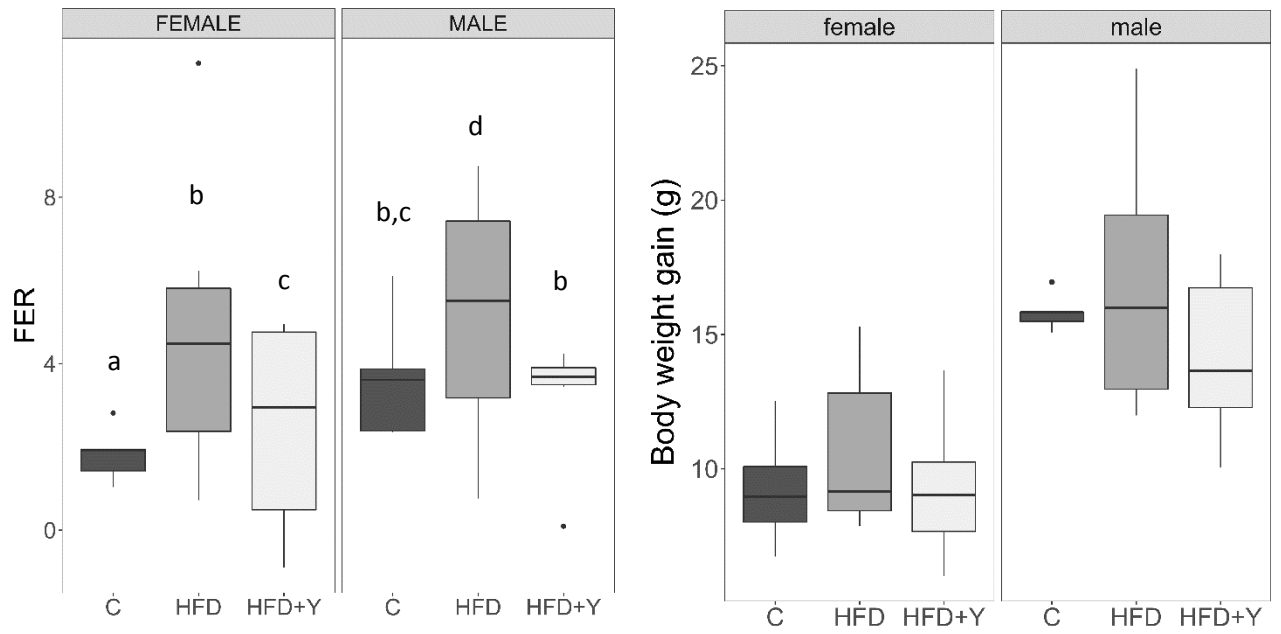 FEMALE MALE
FER
8
4
0
a
b
c
b,c
d
b
C HFD HFD+Y C HFD HFD+Y
female male
Body weight gain (g)
25
20
15
10
C HFD HFD+Y C HFD HFD+Y